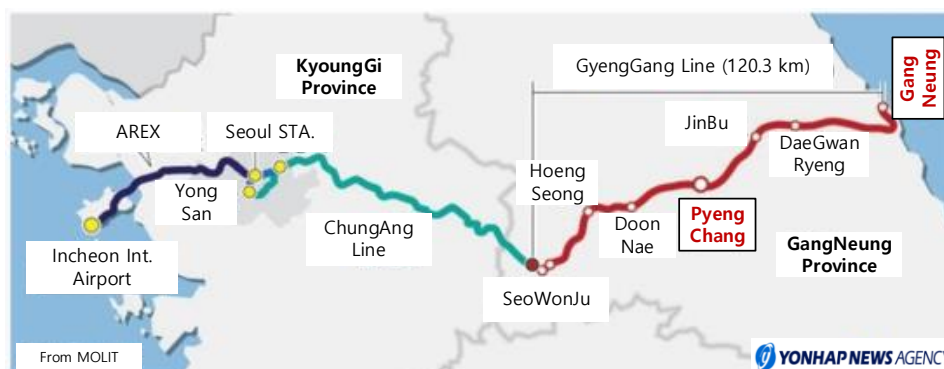 KyoungGi
Province
GyengGang Line (120.3 km)
Gang
Neung
AREX
Seoul STA.
JinBu
DaeGwan
Ryeng
Hoeng
Seong
Yong
San
ChungAng
Line
Doon
Nae
Pyeng
Chang
GangNeung
Province
Incheon Int.
Airport
SeoWonJu
From MOLIT
YONHAP NEWS AGENCY